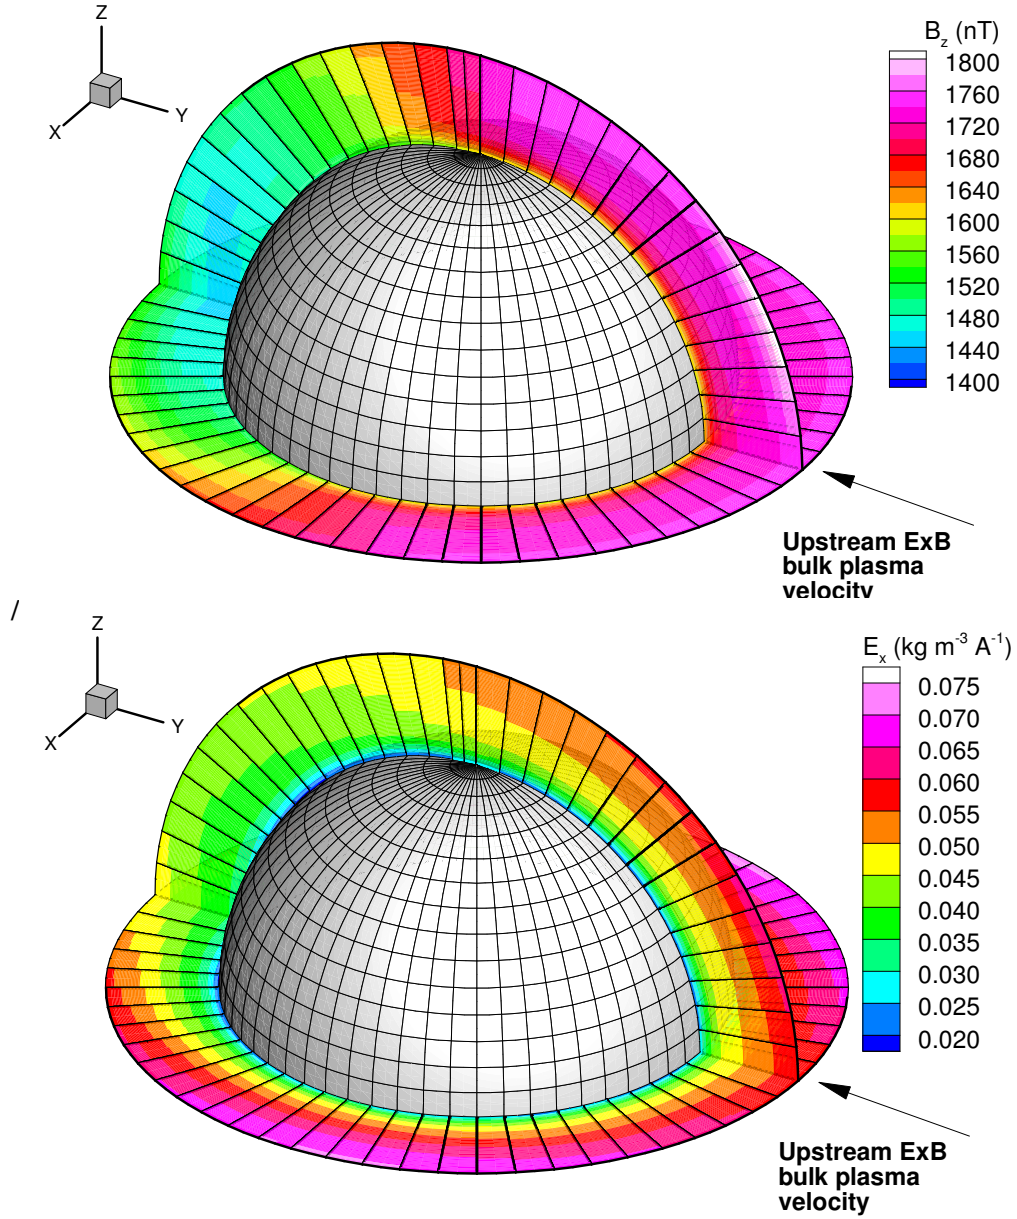 Z
X
Y
B_z (nT)
1800
1760
1720
1680
1640
1600
1560
1520
1480
1440
1400
Upstream ExB
bulk plasma
velocity
/
Z
X
Y
E_x (kg m^-3 A^-1)
0.075
0.070
0.065
0.060
0.055
0.050
0.045
0.040
0.035
0.030
0.025
0.020
Upstream ExB
bulk plasma
velocity